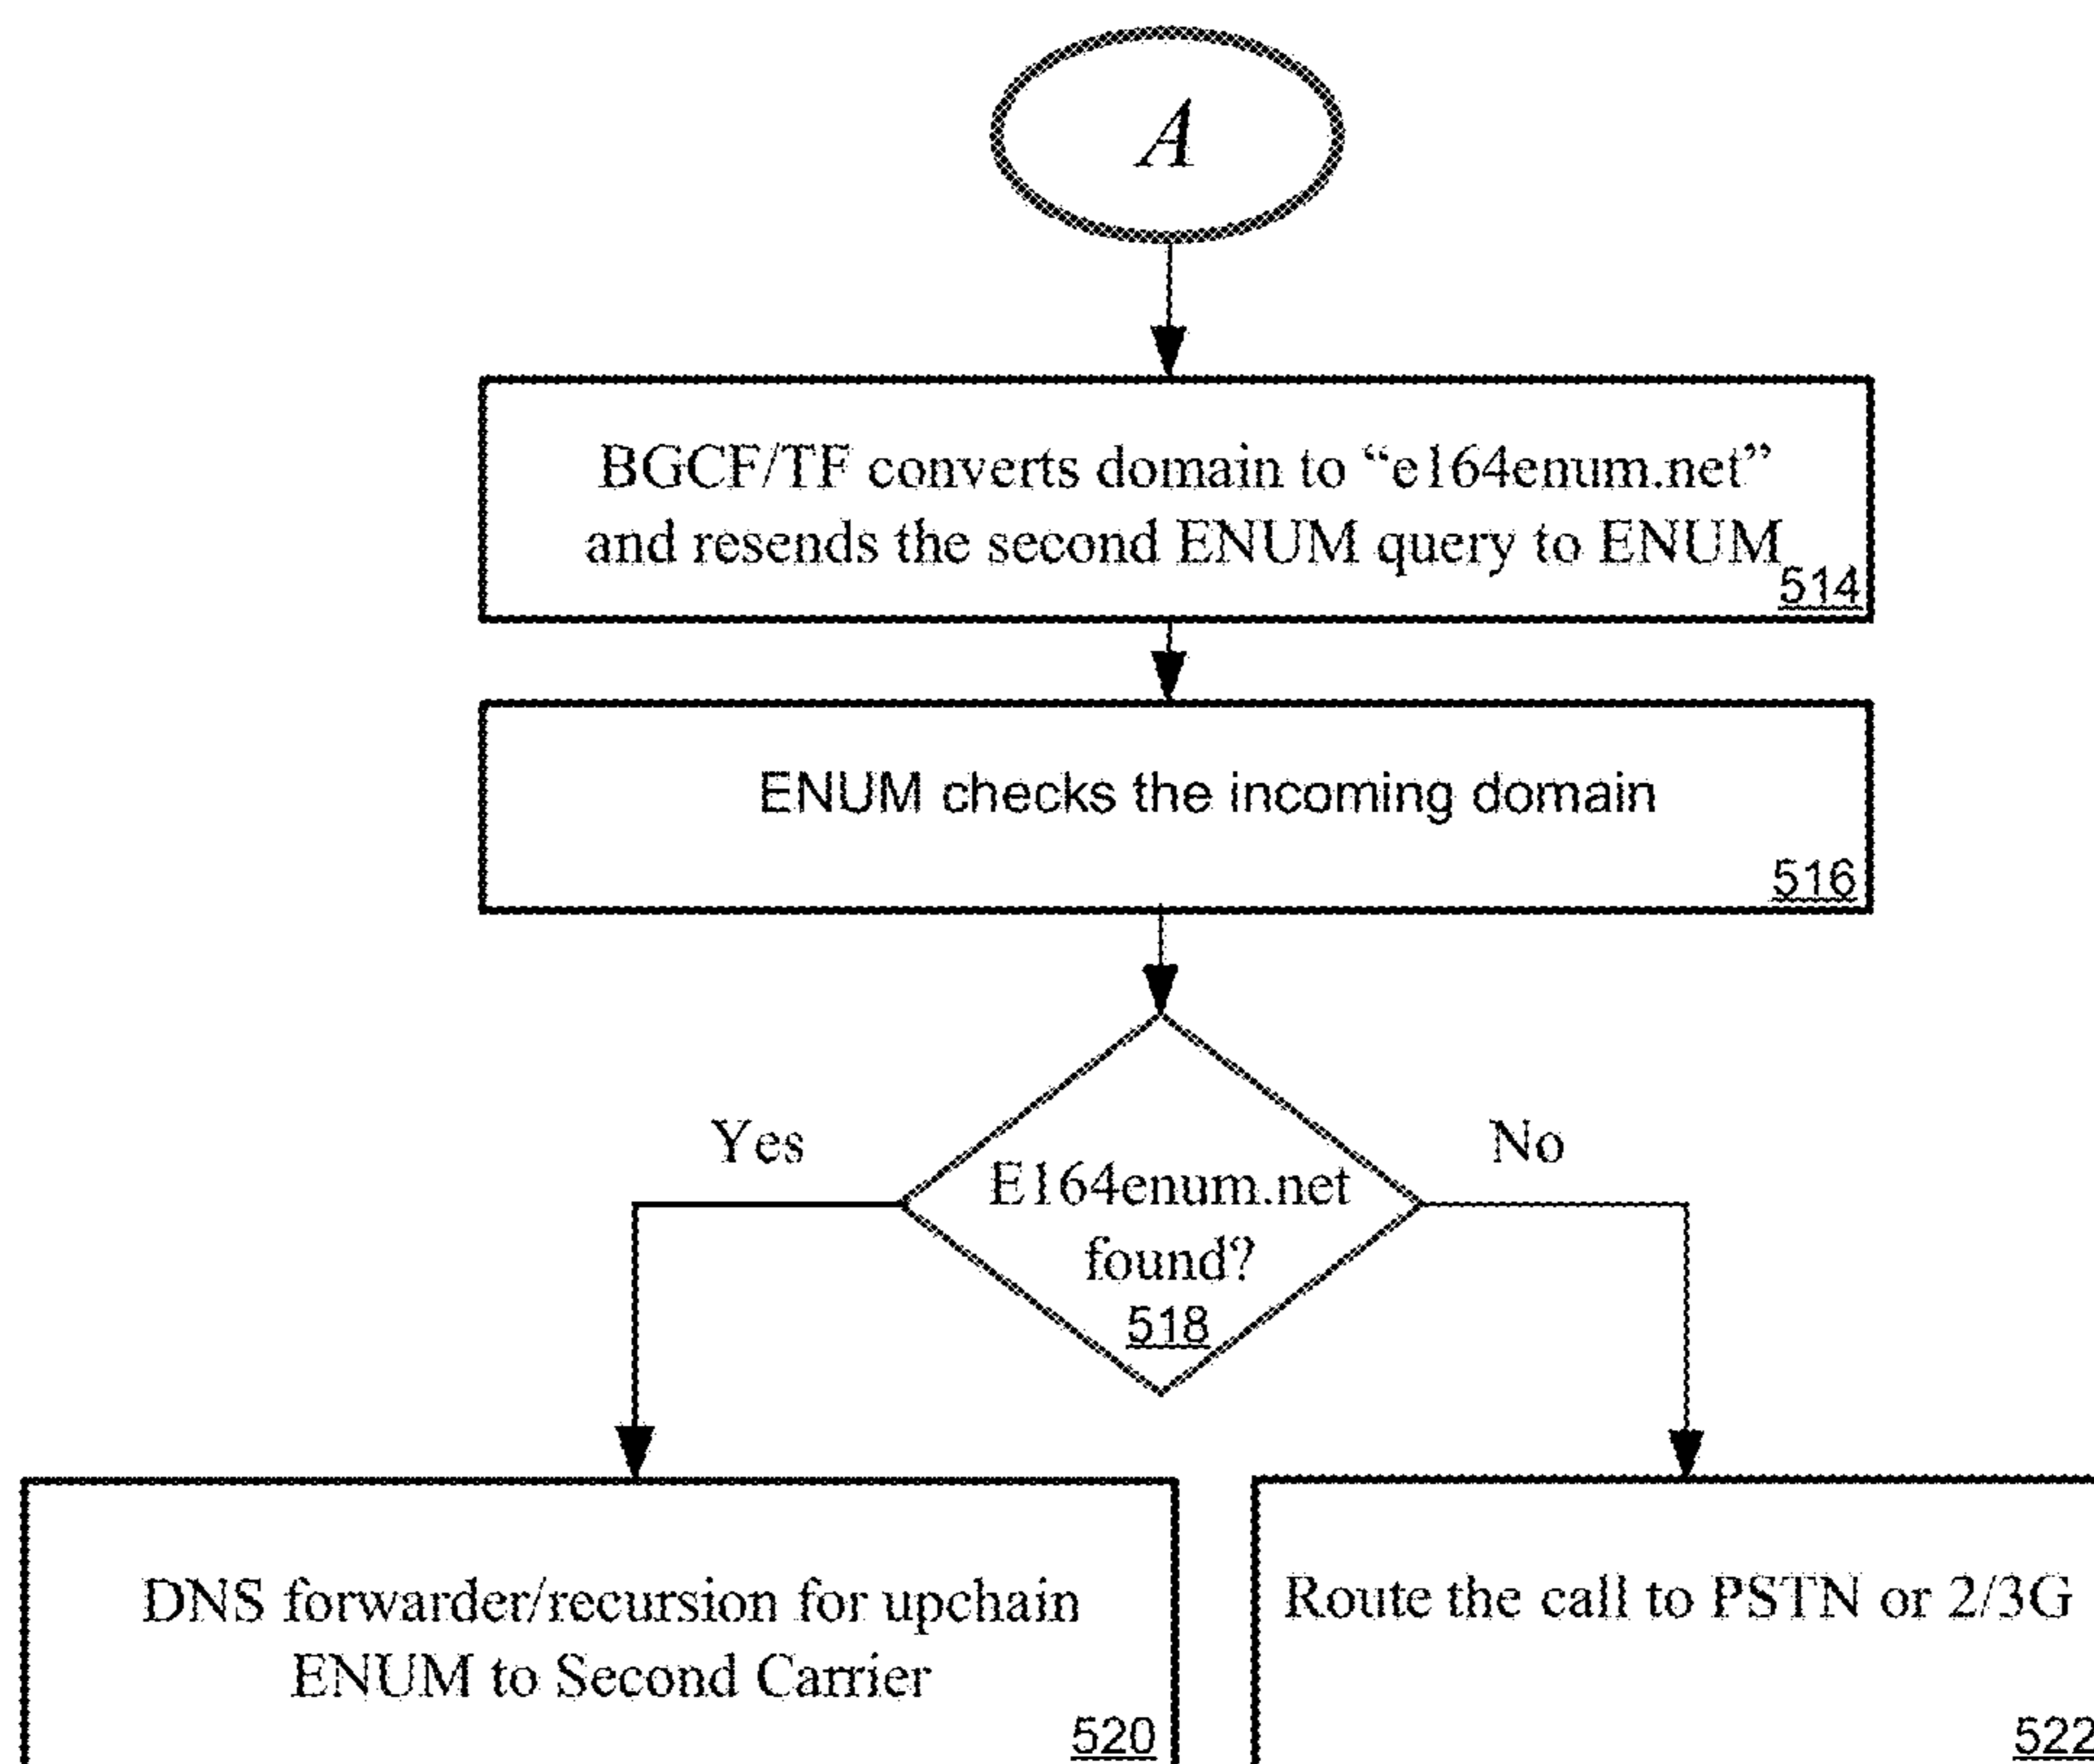 A
BGCF/TF converts domain to “e164enum.net”
and resends the second ENUM query to ENUM
514
ENUM checks the incoming domain
516
Yes
No
E164enum.net
found?
518
DNS forwarder/recursion for upchain
ENUM to Second Carrier
520
Route the call to PSTN or 2/3G
522